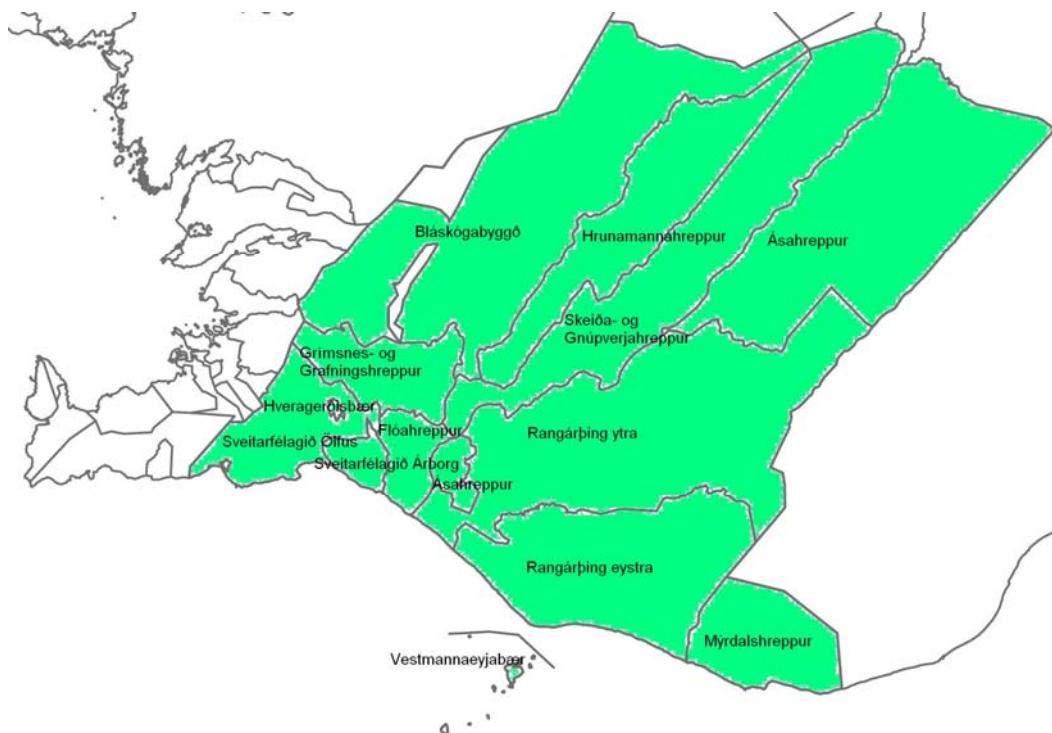 Bláskógabyggð
Hrunamannahreppur
Ásahreppur
Skeiða- og
Gnúpverjahreppur
Grímsnes- og
Grafningshreppur
Hveragerðisbær
Flóahreppur
Rangárþing ytra
Sveitarfélagið Ölfus
Sveitarfélagið Árborg
Ásahreppur
Rangárþing eystra
Mýrdalshreppur
Vestmannaeyjabær